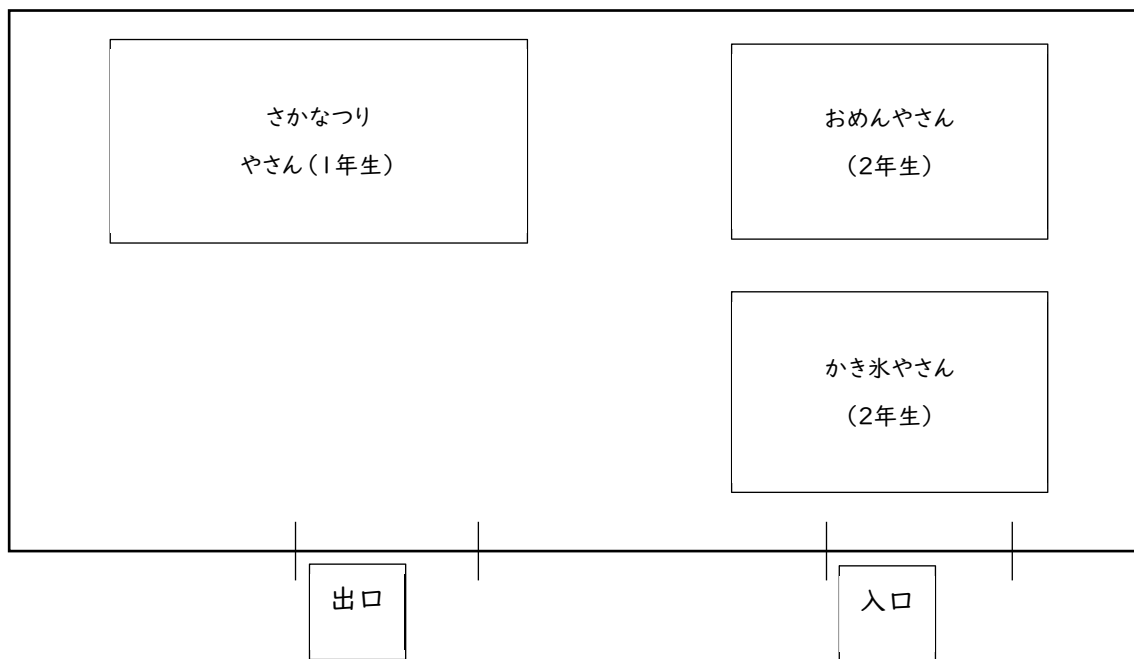 さかなつり
やさん(1年生)
おめんやさん
(2年生)
かき氷やさん
(2年生)
出口
入口